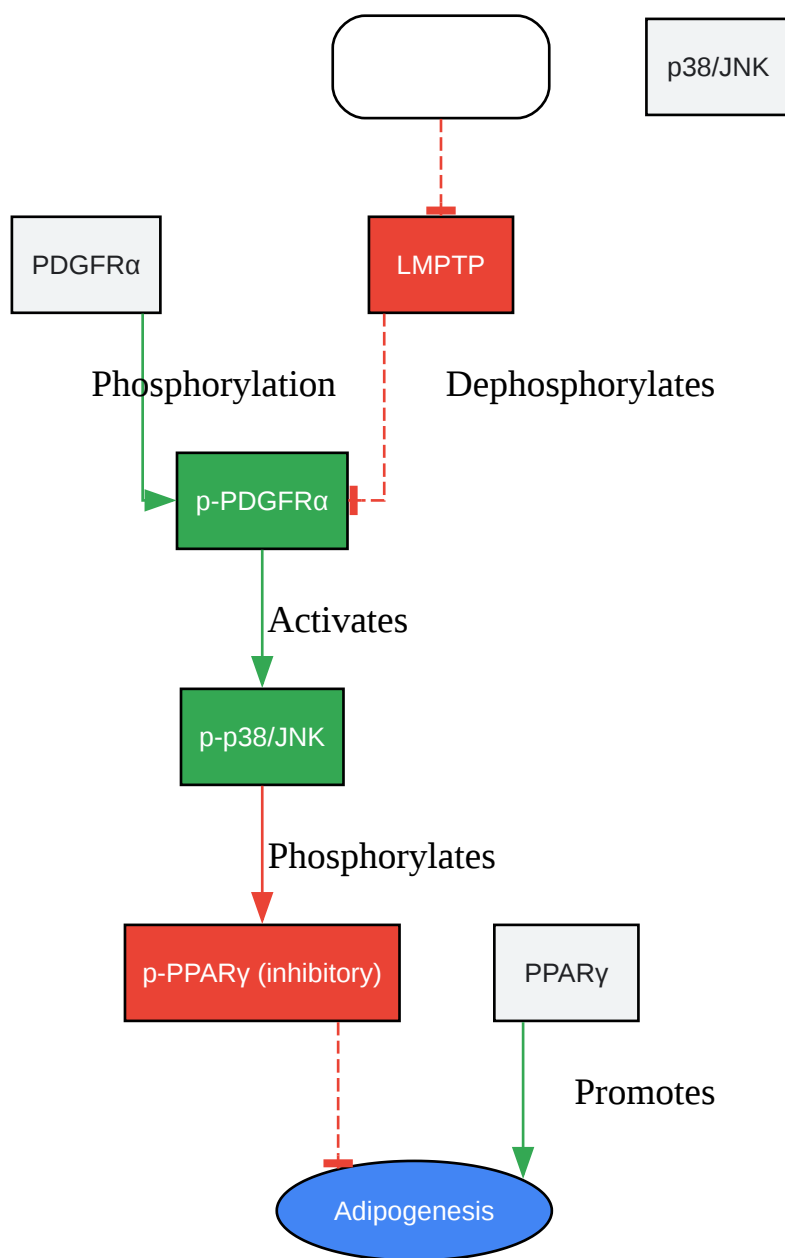 p38/JNK
PDGFRα
LMPTP
Phosphorylation
Dephosphorylates
p-PDGFRα
Activates
p-p38/JNK
Phosphorylates
p-PPARγ (inhibitory)
PPARγ
Promotes
Adipogenesis